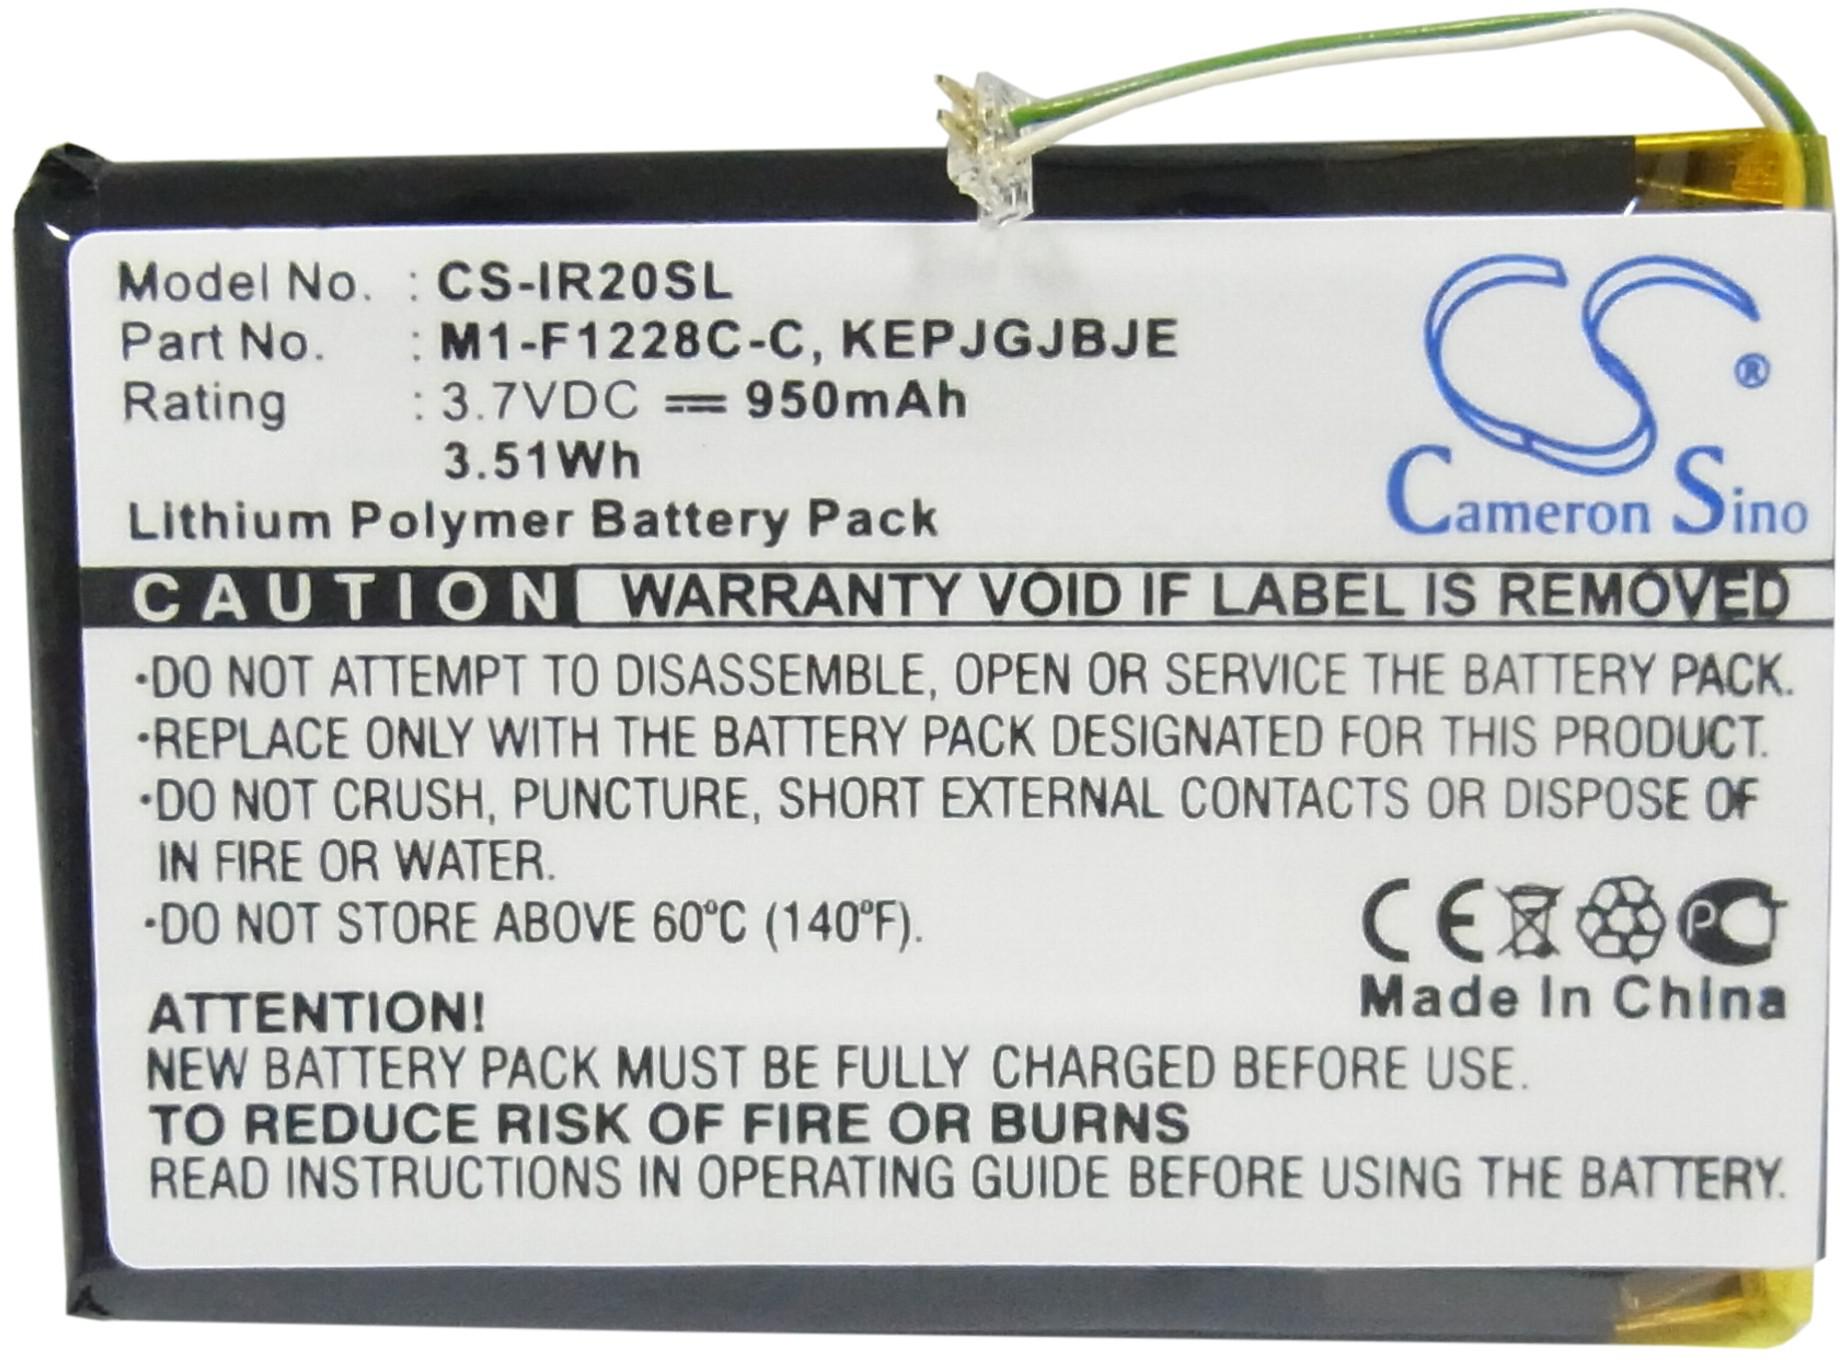 Model No. : CS-IR20SL
Part No. : M1-F1228C-C, KEPJGJBJE
Rating : 3.7VDC 950mAh
3.51Wh
Lithium Polymer Battery Pack
CS ®
Cameron Sino
CAUTION WARRANTY VOID IF LABEL IS REMOVED
·DO NOT ATTEMPT TO DISASSEMBLE, OPEN OR SERVICE THE BATTERY PACK.
·REPLACE ONLY WITH THE BATTERY PACK DESIGNATED FOR THIS PRODUCT.
·DO NOT CRUSH, PUNCTURE, SHORT EXTERNAL CONTACTS OR DISPOSE OF
IN FIRE OR WATER.
·DO NOT STORE ABOVE 60ºC (140ºF).
CE PCT
Made In China
ATTENTION!
NEW BATTERY PACK MUST BE FULLY CHARGED BEFORE USE.
TO REDUCE RISK OF FIRE OR BURNS
READ INSTRUCTIONS IN OPERATING GUIDE BEFORE USING THE BATTERY.